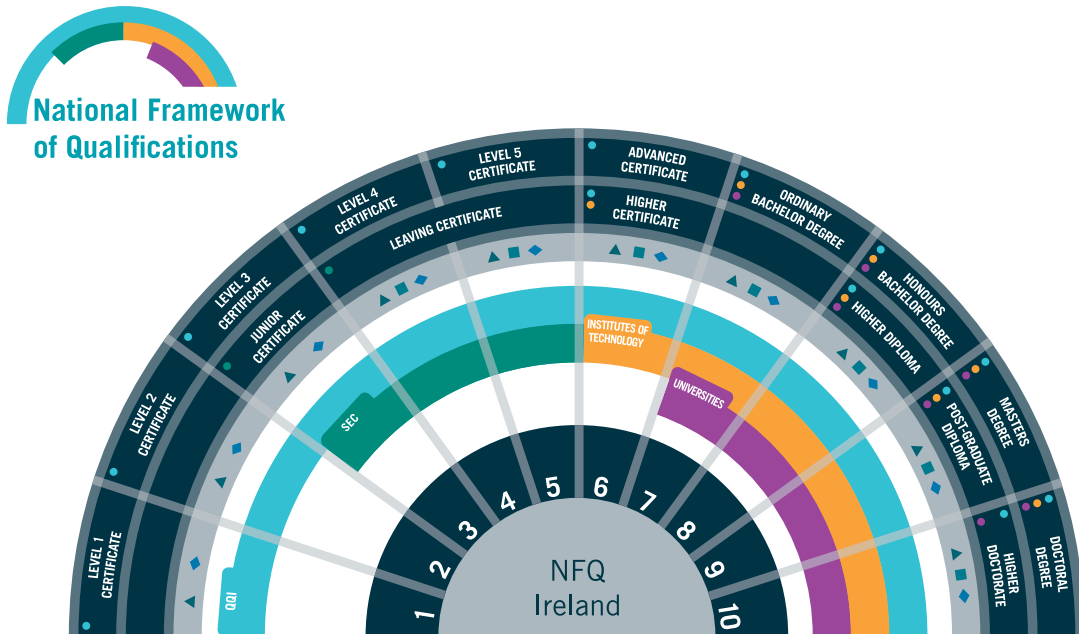 National Framework
of Qualifications
LEVEL 1
CERTIFICATE
LEVEL 2
CERTIFICATE
LEVEL 3
CERTIFICATE
JUNIOR
CERTIFICATE
LEVEL 4
CERTIFICATE
LEVEL 5
CERTIFICATE
LEAVING CERTIFICATE
ADVANCED
CERTIFICATE
HIGHER
CERTIFICATE
ORDINARY
BACHELOR DEGREE
HONOURS
BACHELOR DEGREE
HIGHER DIPLOMA
MASTERS
DEGREE
POST-GRADUATE
DIPLOMA
DOCTORAL
DEGREE
HIGHER
DOCTORATE
QQI
SEC
INSTITUTES OF
TECHNOLOGY
UNIVERSITIES
1
2
3
4
5
6
7
8
9
10
NFQ
Ireland